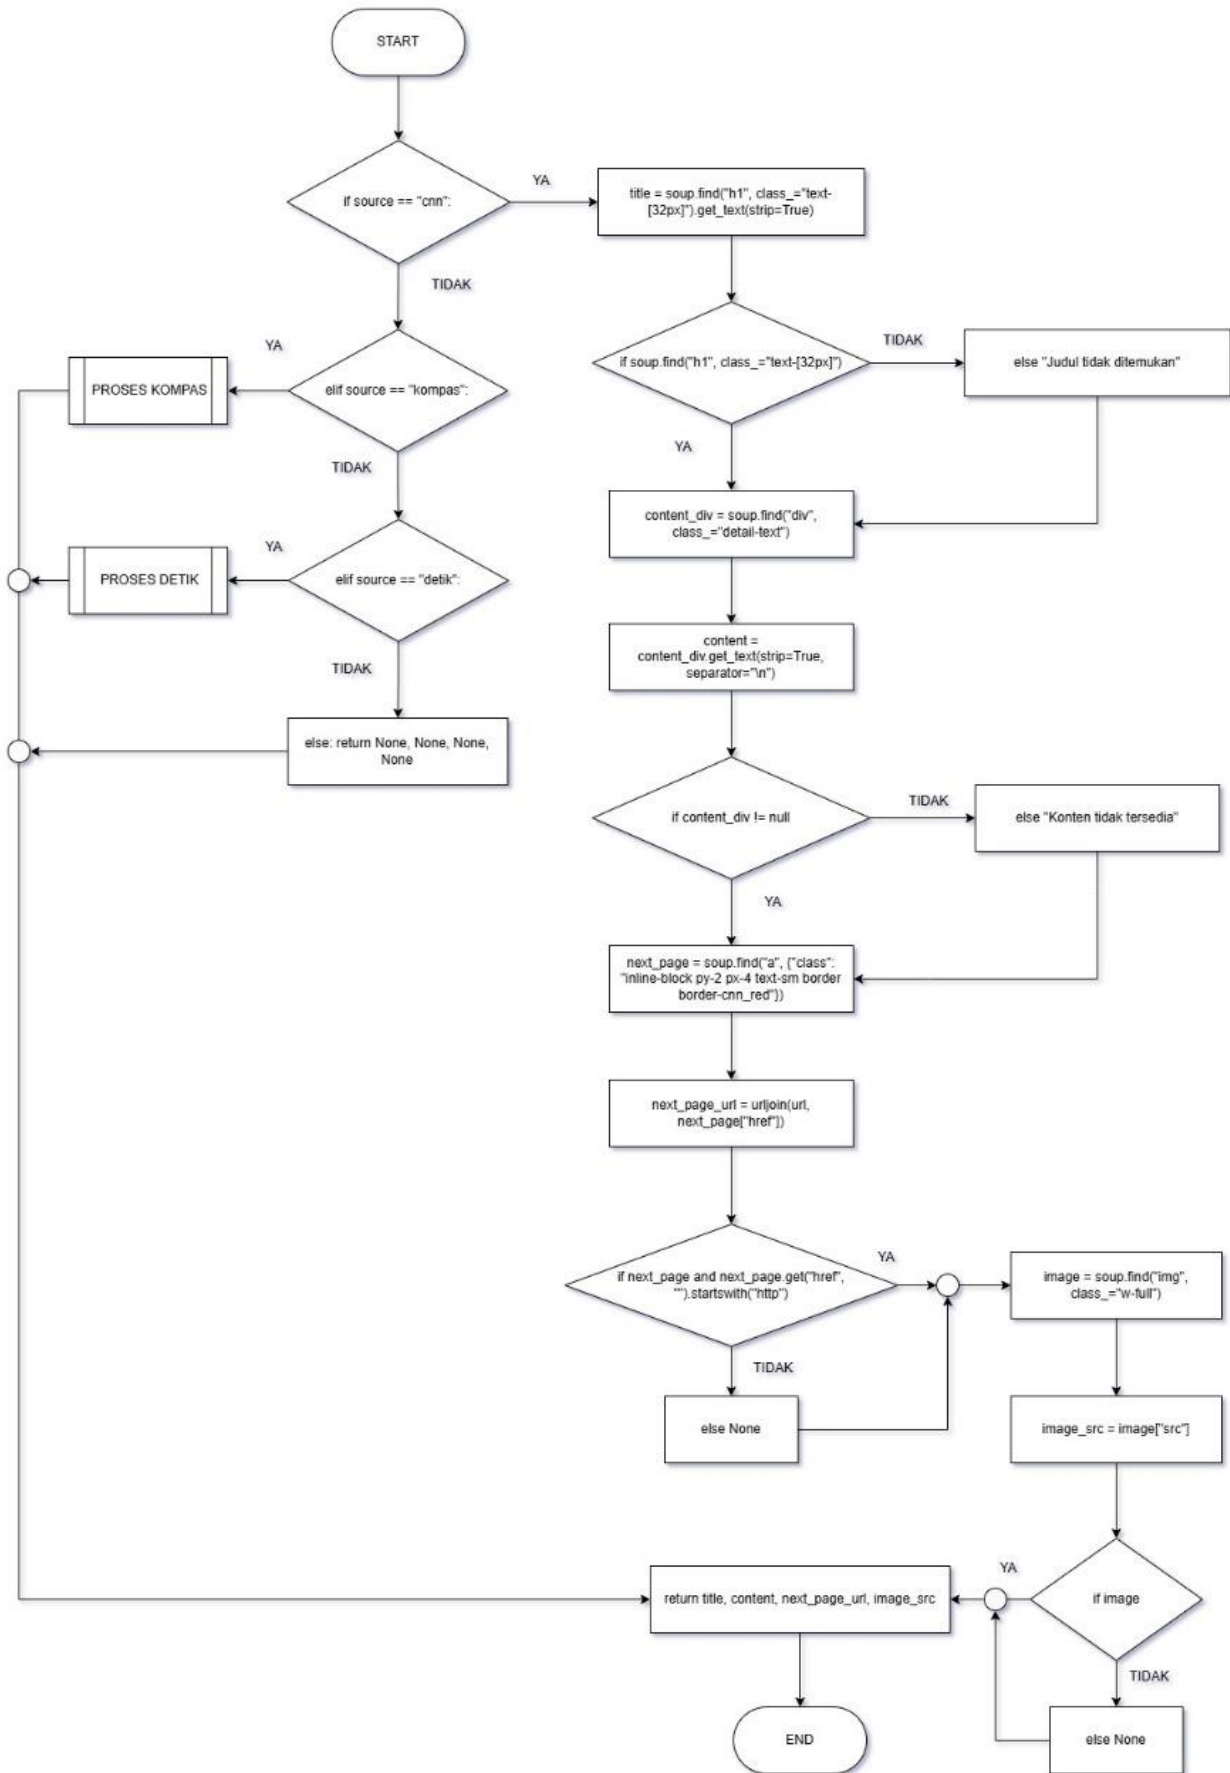 START
if source == "cnn":
YA
title = soup.find("h1", class_="text-
[32px]").get_text(strip=True)
TIDAK
if soup.find("h1", class_="text-[32px]")
TIDAK
else "Judul tidak ditemukan"
YA
PROSES KOMPAS
YA
elif source == "kompas":
TIDAK
content_div = soup.find("div",
class_="detail-text")
PROSES DETIK
YA
elif source == "detik":
TIDAK
content =
content_div.get_text(strip=True,
separator="\n")
else: return None, None, None,
None
if content_div != null
TIDAK
else "Konten tidak tersedia"
YA
next_page = soup.find("a", {"class":
"inline-block py-2 px-4 text-sm border
border-cnn_red"})
next_page_url = urljoin(url,
next_page["href"])
if next_page and next_page.get("href",
"").startswith("http")
YA
TIDAK
else None
image = soup.find("img",
class_="w-full")
image_src = image["src"]
if image
YA
TIDAK
else None
return title, content, next_page_url, image_src
END